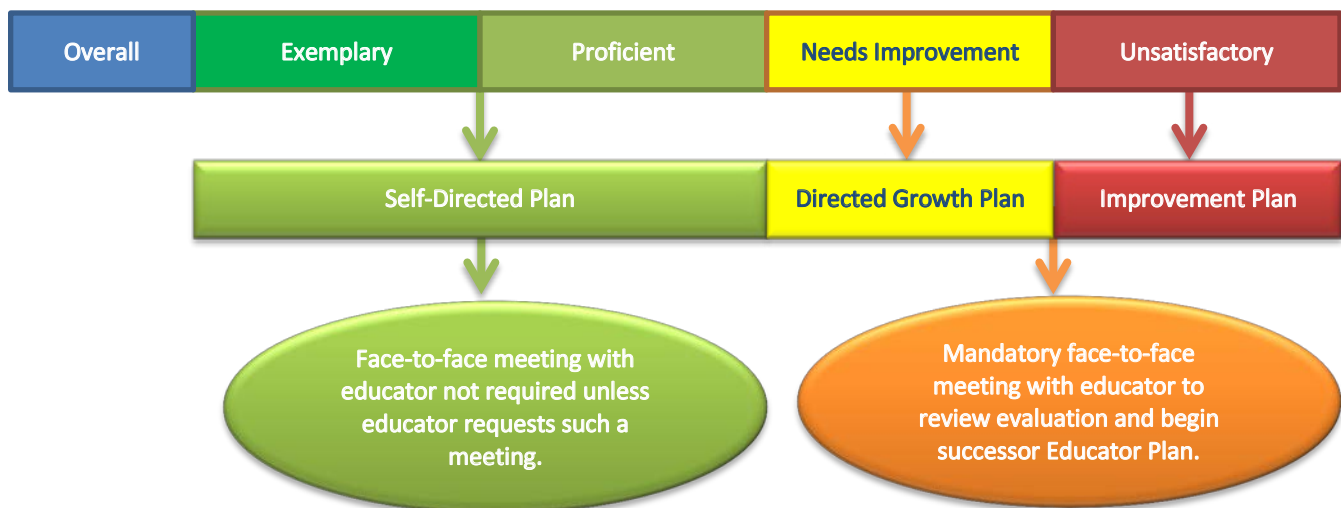 Overall
Exemplary
Proficient
Needs Improvement
Unsatisfactory
Self-Directed Plan
Directed Growth Plan
Improvement Plan
Face-to-face meeting with
educator not required unless
educator requests such a
meeting.
Mandatory face-to-face
meeting with educator to
review evaluation and begin
successor Educator Plan.